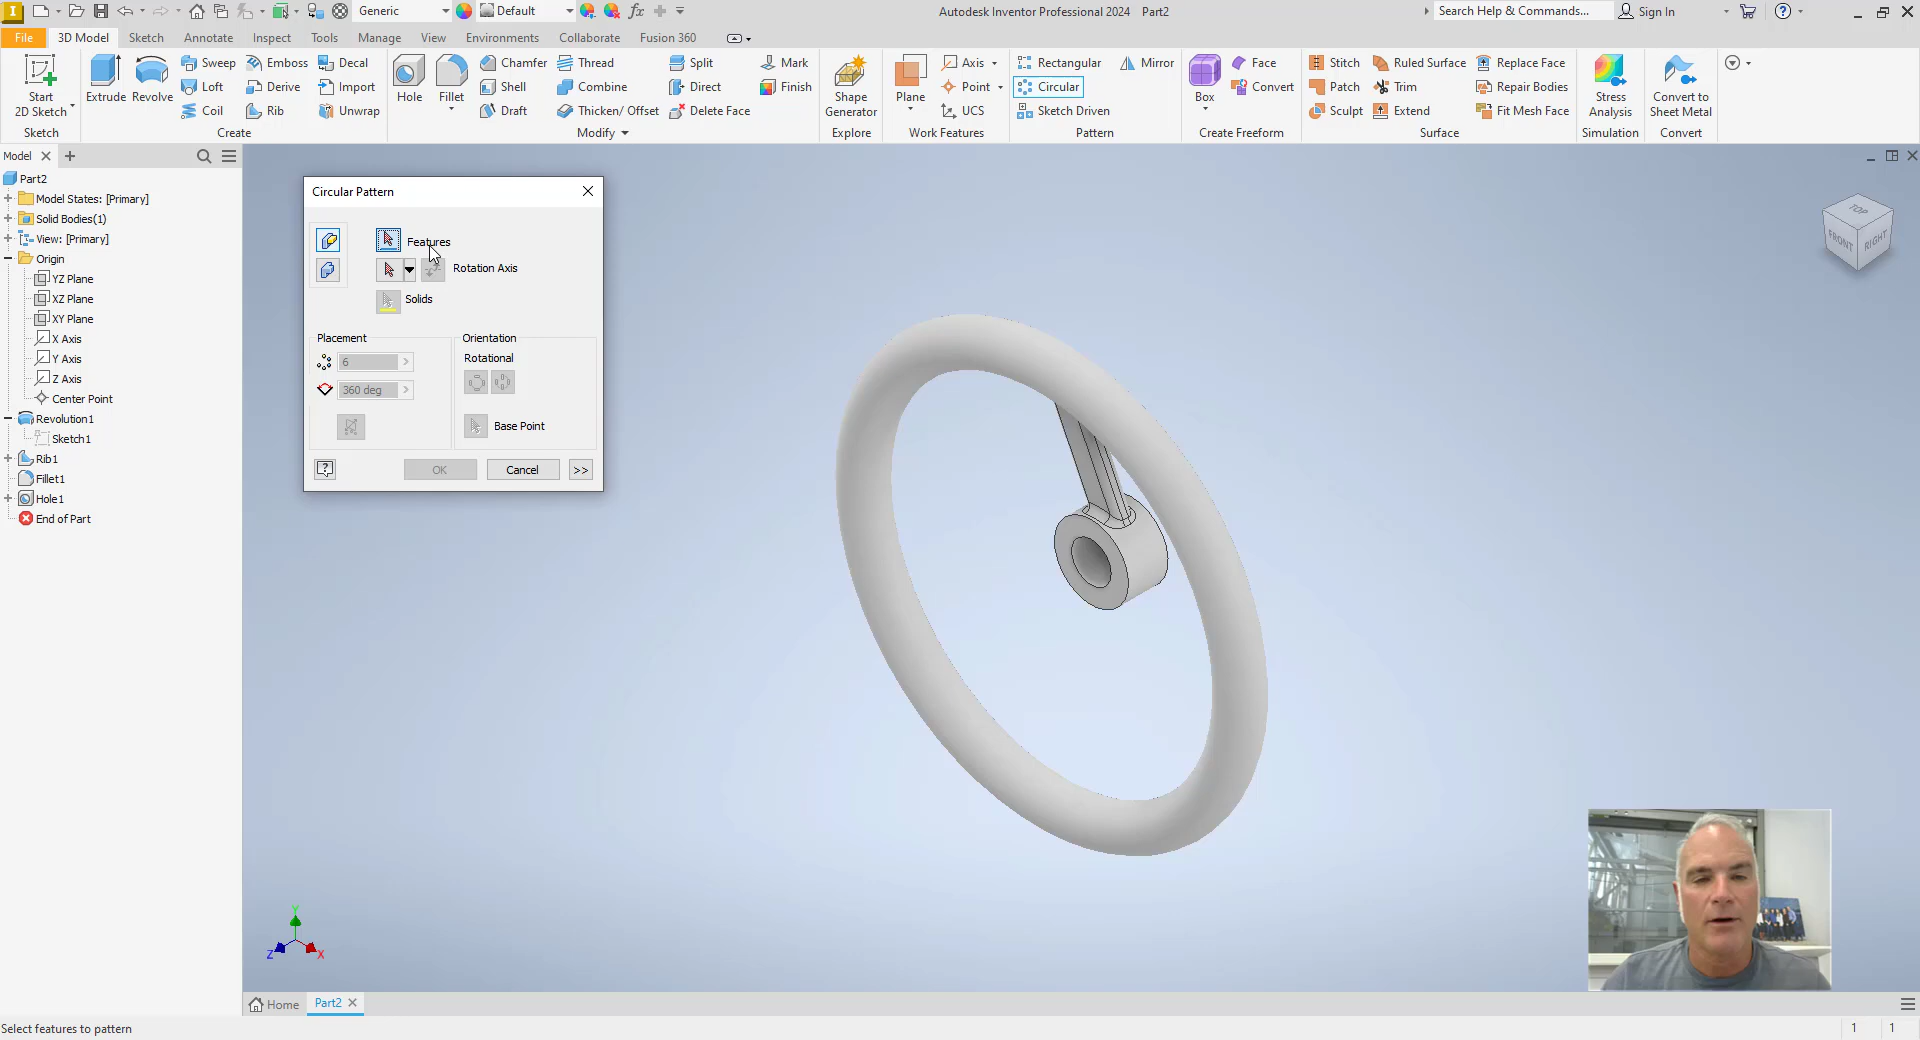 Generic
Default
Autodesk Inventor Professional 2024 Part2
Search Help & Commands...
Sign In
File
3D Model
Sketch
Annotate
Inspect
Tools
Manage
View
Environments
Collaborate
Fusion 360
Start
2D Sketch
Extrude
Revolve
Sweep
Loft
Coil
Emboss
Derive
Rib
Decal
Import
Unwrap
Hole
Fillet
Chamfer
Shell
Draft
Thread
Combine
Thicken/ Offset
Split
Direct
Delete Face
Mark
Finish
Shape
Generator
Plane
Axis
Point
UCS
Rectangular
Circular
Sketch Driven
Mirror
Box
Face
Convert
Stitch
Patch
Sculpt
Ruled Surface
Trim
Extend
Replace Face
Repair Bodies
Fit Mesh Face
Stress
Analysis
Convert to
Sheet Metal
Sketch
Create
Modify
Explore
Work Features
Pattern
Create Freeform
Surface
Simulation
Convert
Model
Part2
Model States: [Primary]
Solid Bodies(1)
View: [Primary]
Origin
YZ Plane
XZ Plane
XY Plane
X Axis
Y Axis
Z Axis
Center Point
Revolution1
Sketch1
Rib1
Fillet1
Hole1
End of Part
Circular Pattern
Features
Rotation Axis
Solids
Placement
6
360 deg
Orientation
Rotational
Base Point
OK
Cancel
>>
TOP
FRONT
RIGHT
Y
Z
X
Home
Part2
Select features to pattern
1
1